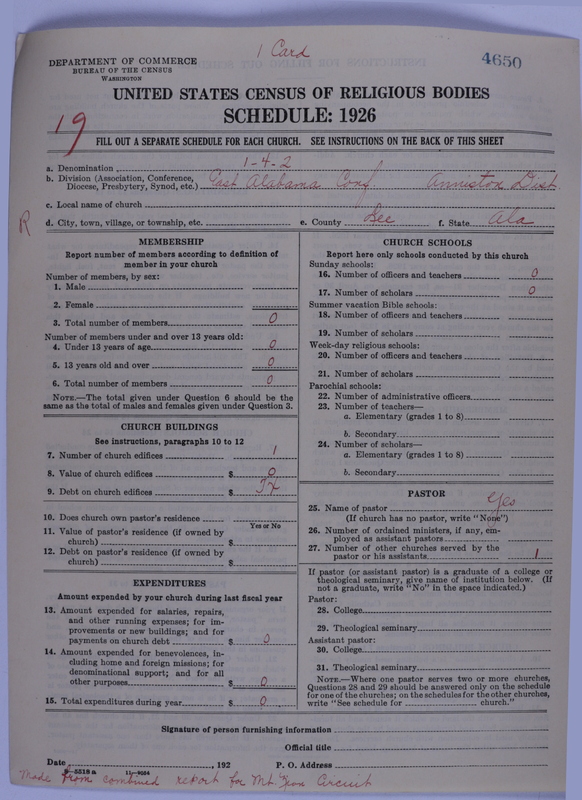 1 Card
4650
DEPARTMENT OF COMMERCE
BUREAU OF THE CENSUS
WASHINGTON
UNITED STATES CENSUS OF RELIGIOUS BODIES
SCHEDULE: 1926
19
FILL OUT A SEPARATE SCHEDULE FOR EACH CHURCH. SEE INSTRUCTIONS ON THE BACK OF THIS SHEET
a. Denomination 1-4-2
b. Division (Association, Conference, Diocese, Presbytery, Synod, etc.) East Alabama Conf Anniston Dist
c. Local name of church
R
d. City, town, village, or township, etc. e. County Lee f. State Ala
MEMBERSHIP
Report number of members according to definition of
member in your church
Number of members, by sex:
1. Male
2. Female
3. Total number of members 0
Number of members under and over 13 years old:
4. Under 13 years of age 0
5. 13 years old and over 0
6. Total number of members 0
NOTE.—The total given under Question 6 should be the
same as the total of males and females given under Question 3.
CHURCH BUILDINGS
See instructions, paragraphs 10 to 12
7. Number of church edifices 1
8. Value of church edifices $ 0
9. Debt on church edifices $
10. Does church own pastor's residence
Yes or No
11. Value of pastor's residence (if owned by
church) $
12. Debt on pastor's residence (if owned by
church) $
EXPENDITURES
Amount expended by your church during last fiscal year
13. Amount expended for salaries, repairs,
and other running expenses; for im-
provements or new buildings; and for
payments on church debt $ 0
14. Amount expended for benevolences, in-
cluding home and foreign missions; for
denominational support; and for all
other purposes $ 0
15. Total expenditures during year $ 0
CHURCH SCHOOLS
Report here only schools conducted by this church
Sunday schools:
16. Number of officers and teachers 0
17. Number of scholars 0
Summer vacation Bible schools:
18. Number of officers and teachers
19. Number of scholars
Week-day religious schools:
20. Number of officers and teachers
21. Number of scholars
Parochial schools:
22. Number of administrative officers
23. Number of teachers—
a. Elementary (grades 1 to 8)
b. Secondary
24. Number of scholars—
a. Elementary (grades 1 to 8)
b. Secondary
PASTOR
25. Name of pastor Yes
(If church has no pastor, write "None")
26. Number of ordained ministers, if any, em-
ployed as assistant pastors
27. Number of other churches served by the
pastor or his assistants 1
If pastor (or assistant pastor) is a graduate of a college or
theological seminary, give name of institution below. (If
not a graduate, write "No" in the space indicated.)
Pastor:
28. College
29. Theological seminary
Assistant pastor:
30. College
31. Theological seminary
NOTE.—Where one pastor serves two or more churches,
Questions 28 and 29 should be answered only on the schedule
for one of the churches; on the schedules for the other churches,
write "See schedule for church."
Signature of person furnishing information
Official title
Date , 192 P. O. Address
8—5518 a 11—9504
Made from combined report for Mt. Zion Circuit